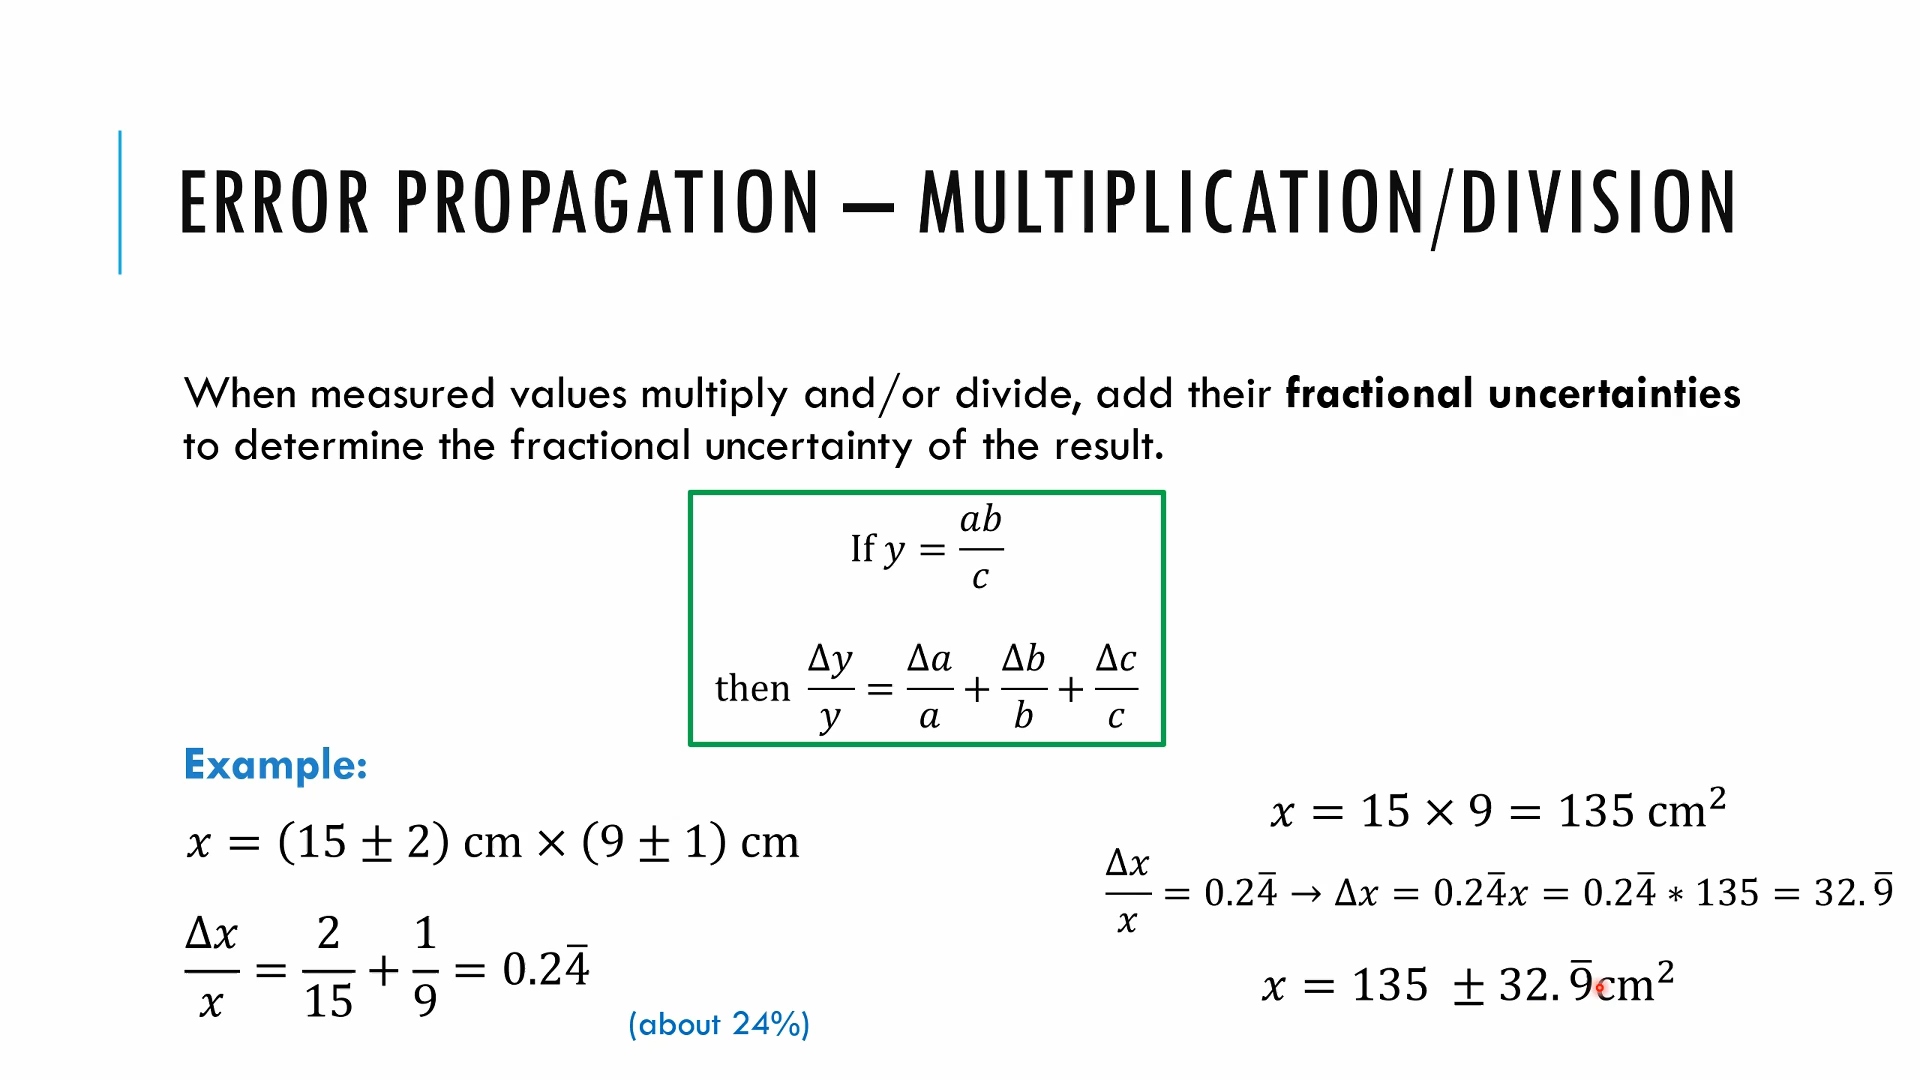 ERROR PROPAGATION – MULTIPLICATION/DIVISION
When measured values multiply and/or divide, add their fractional uncertainties
to determine the fractional uncertainty of the result.
If y = ab/c
then Δy/y = Δa/a + Δb/b + Δc/c
Example:
x = (15 ± 2) cm × (9 ± 1) cm
Δx/x = 2/15 + 1/9 = 0.24̅
(about 24%)
x = 15 × 9 = 135 cm²
Δx/x = 0.24̅ → Δx = 0.24̅x = 0.24̅ ∗ 135 = 32.9̅
x = 135 ± 32.9̅cm²